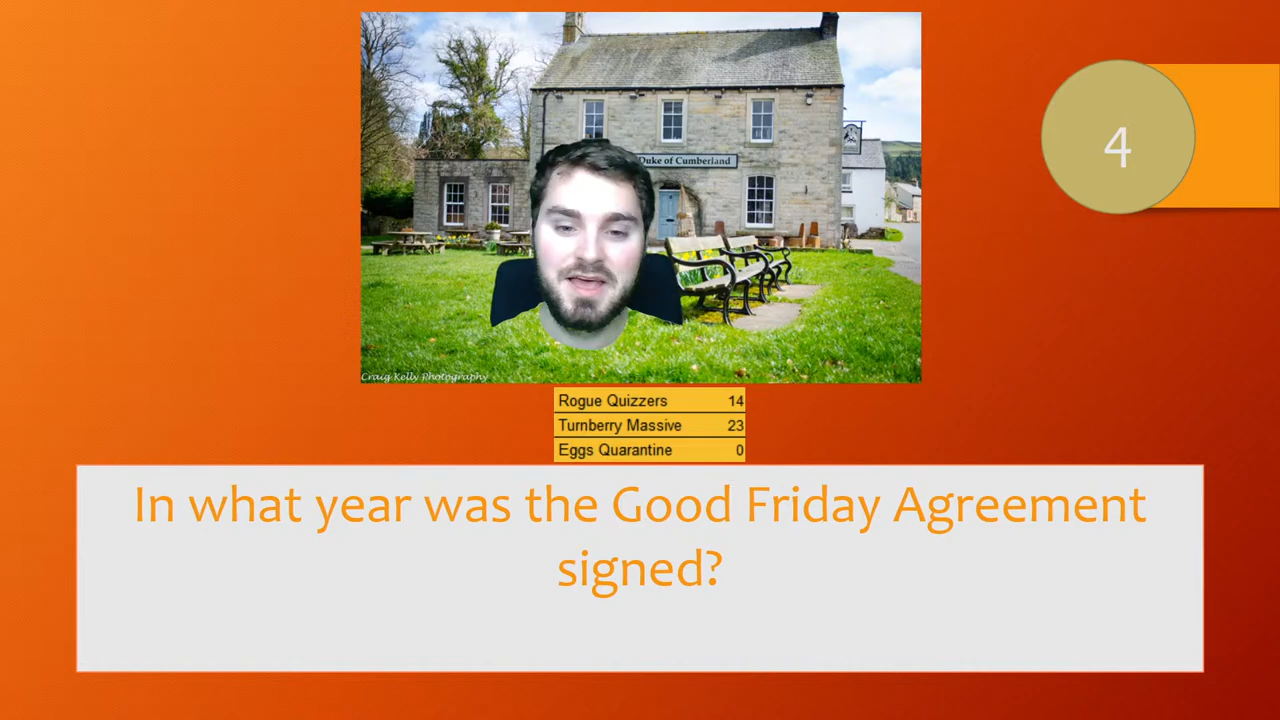 4
Duke of Cumberland
Craig Kelly Photography
Rogue Quizzers 14
Turnberry Massive 23
Eggs Quarantine 0
In what year was the Good Friday Agreement
signed?